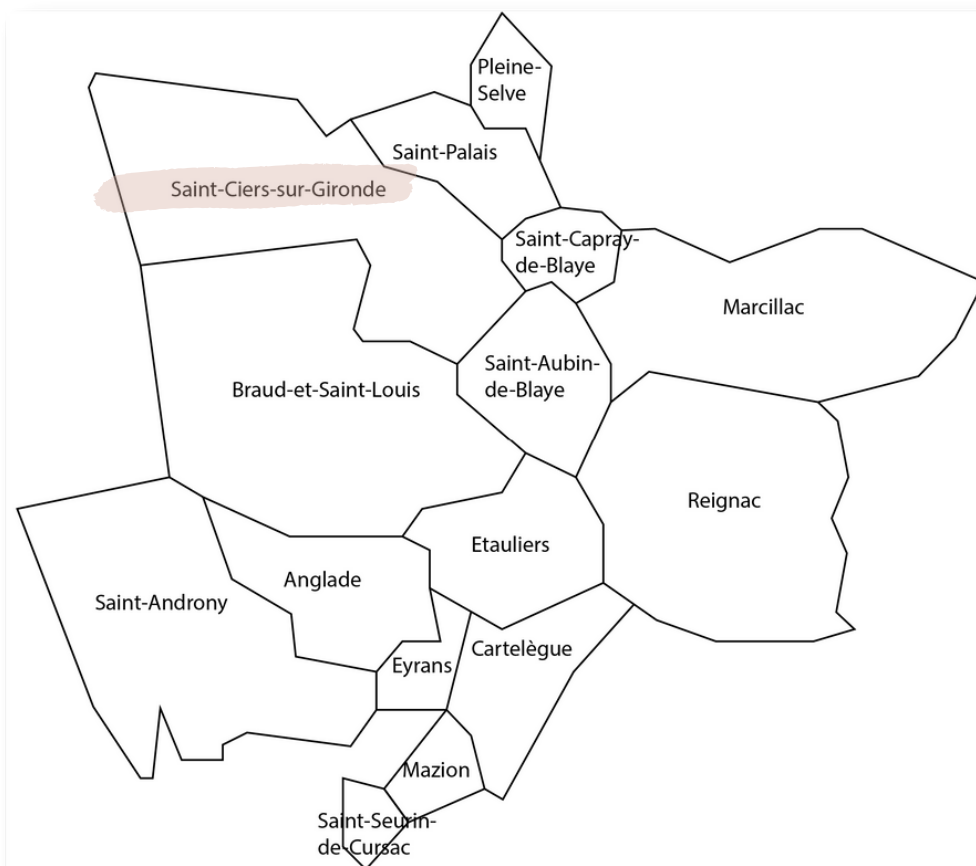 Pleine-
Selve
Saint-Palais
Saint-Ciers-sur-Gironde
Saint-Capray-
de-Blaye
Marcillac
Saint-Aubin-
de-Blaye
Braud-et-Saint-Louis
Reignac
Etauliers
Anglade
Saint-Androny
Cartelègue
Eyrans
Mazion
Saint-Seurin-
de-Cursac